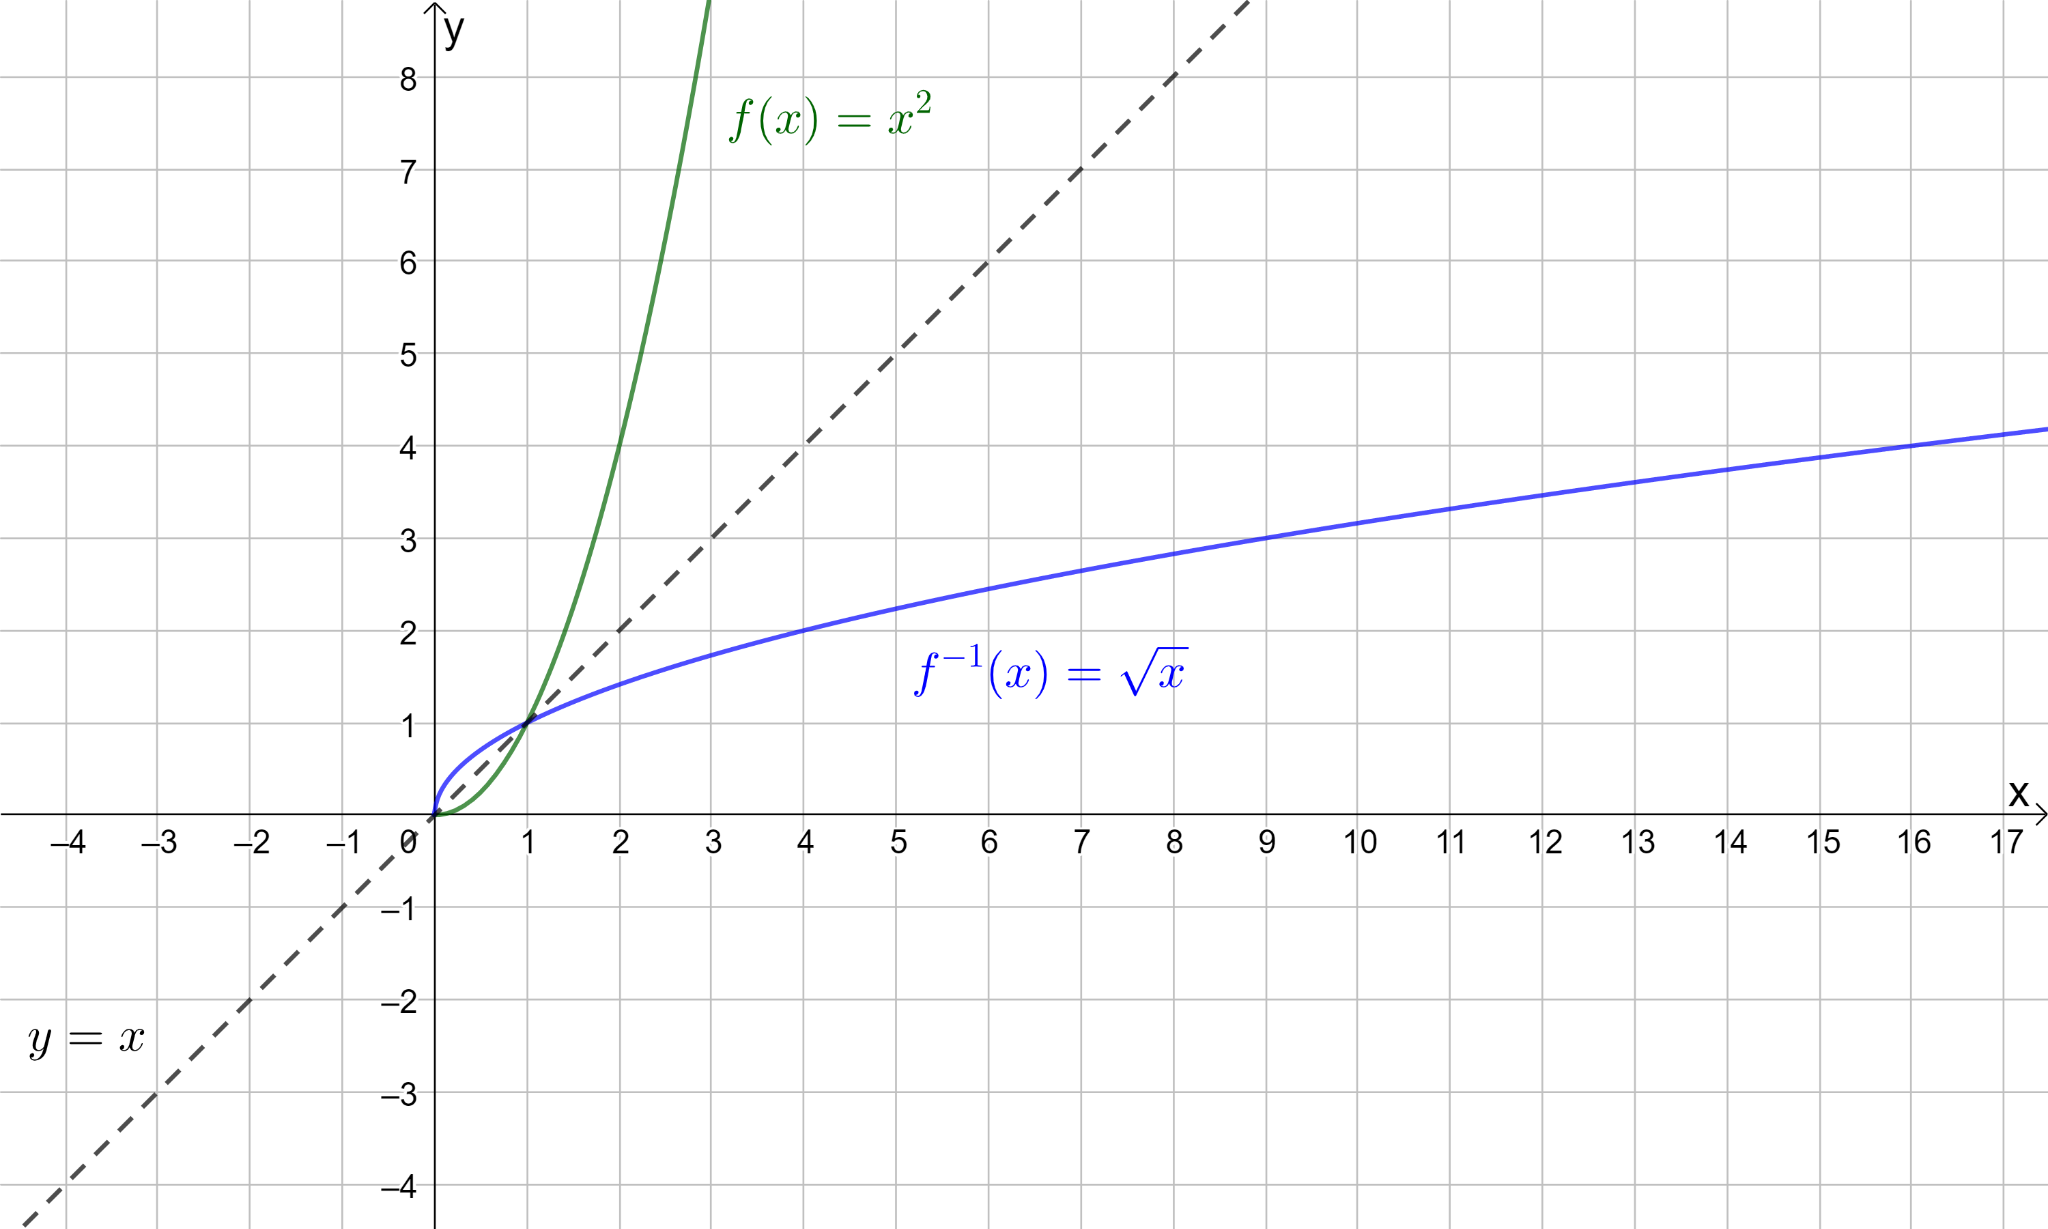 y
8
f(x) = x²
7
6
5
4
3
2
f⁻¹(x) = √x
1
x
–4 –3 –2 –1 0 1 2 3 4 5 6 7 8 9 10 11 12 13 14 15 16 17
–1
–2
y = x
–3
–4